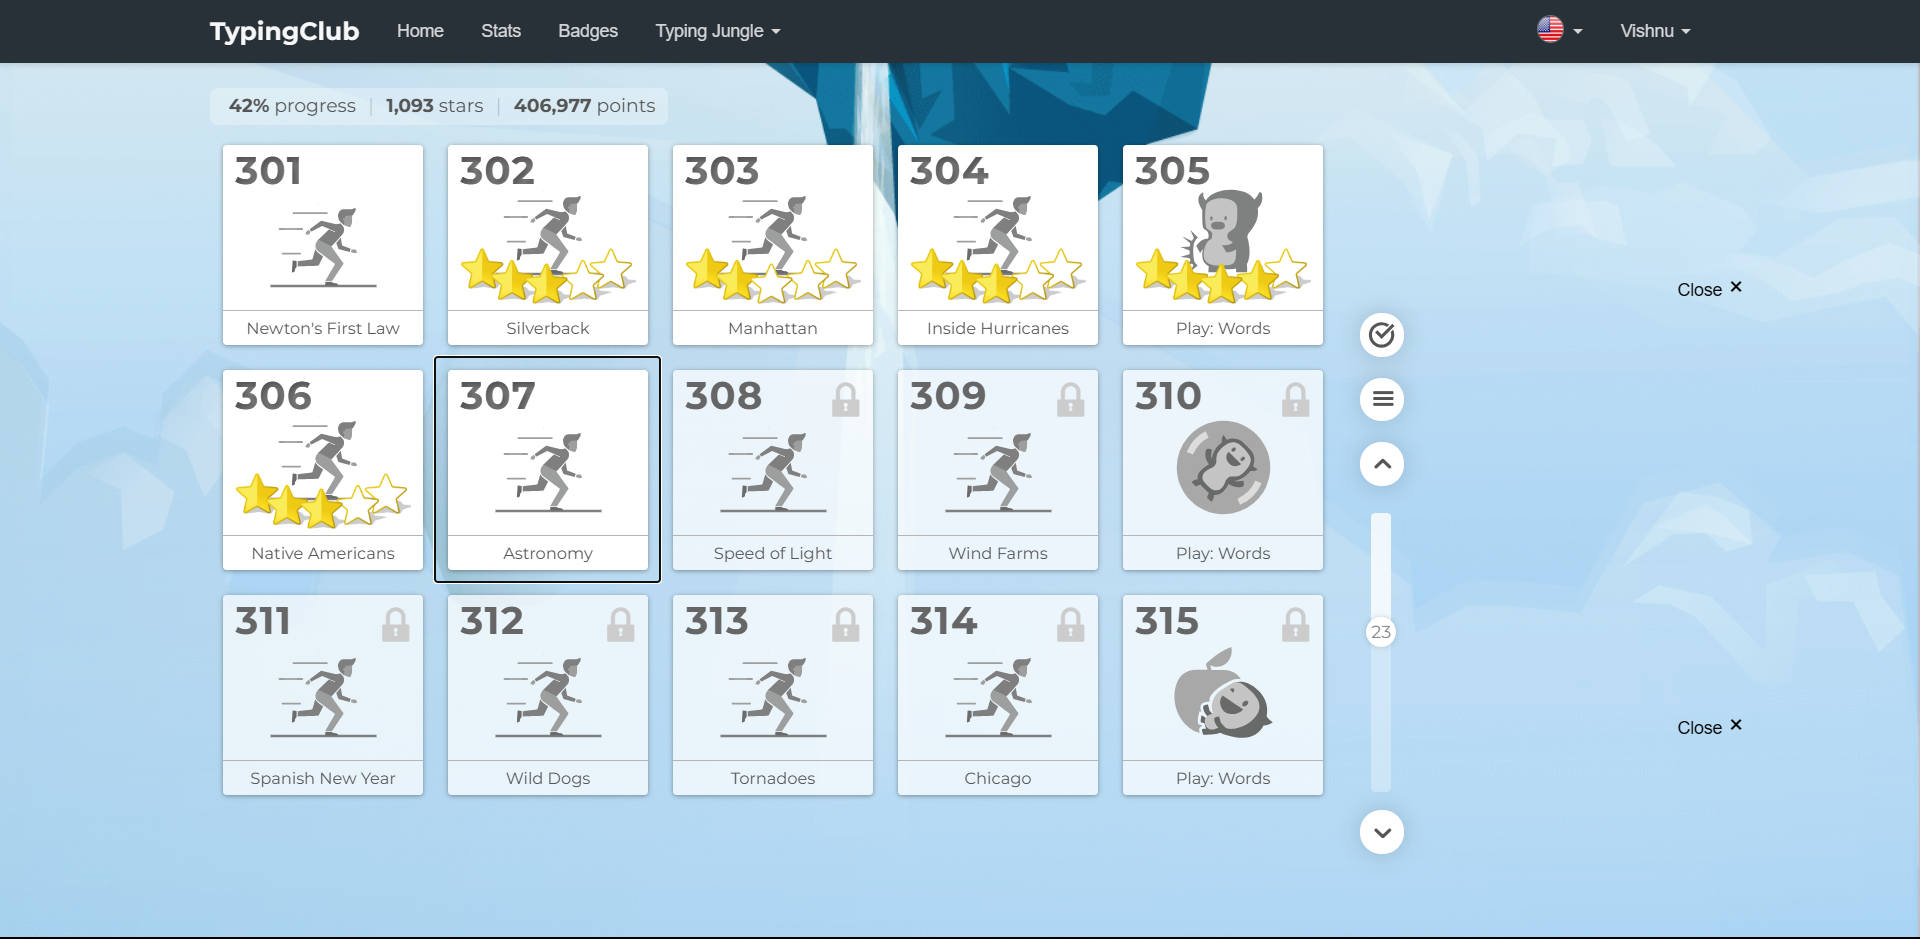 TypingClub Home Stats Badges Typing Jungle Vishnu
42% progress 1,093 stars 406,977 points
301 302 303 304 305
Newton's First Law Silverback Manhattan Inside Hurricanes Play: Words
Close ✕
306 307 308 309 310
Native Americans Astronomy Speed of Light Wind Farms Play: Words
311 312 313 314 315
23
Close ✕
Spanish New Year Wild Dogs Tornadoes Chicago Play: Words